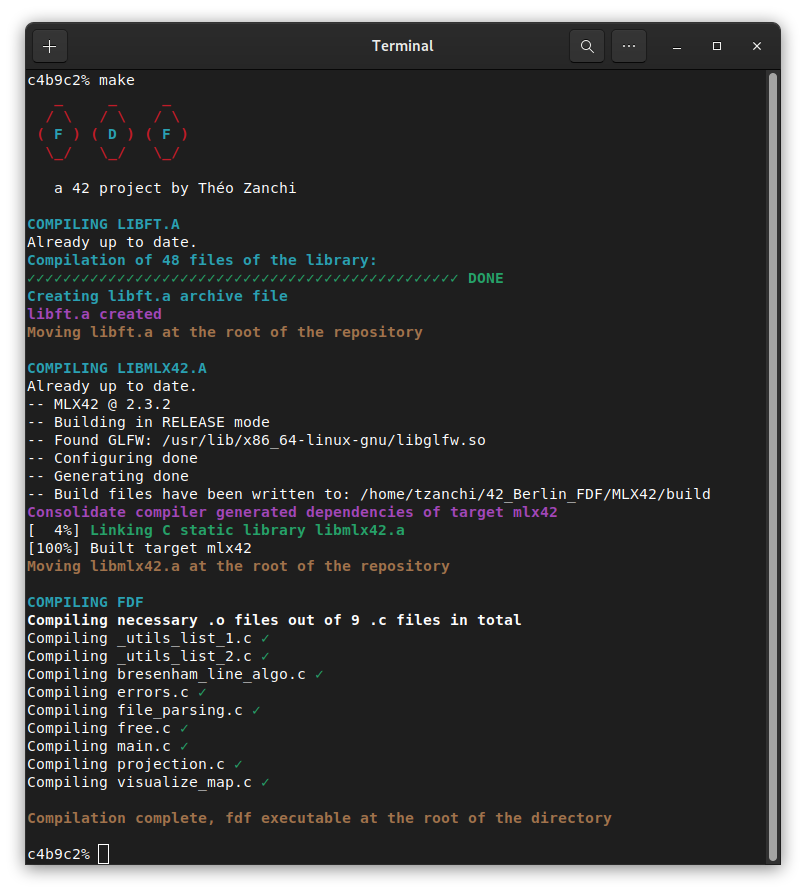 Terminal
c4b9c2% make
   _     _     _
  / \   / \   / \
 ( F ) ( D ) ( F )
  \_/   \_/   \_/
a 42 project by Théo Zanchi
COMPILING LIBFT.A
Already up to date.
Compilation of 48 files of the library:
✓✓✓✓✓✓✓✓✓✓✓✓✓✓✓✓✓✓✓✓✓✓✓✓✓✓✓✓✓✓✓✓✓✓✓✓✓✓✓✓✓✓✓✓✓✓✓✓ DONE
Creating libft.a archive file
libft.a created
Moving libft.a at the root of the repository
COMPILING LIBMLX42.A
Already up to date.
-- MLX42 @ 2.3.2
-- Building in RELEASE mode
-- Found GLFW: /usr/lib/x86_64-linux-gnu/libglfw.so
-- Configuring done
-- Generating done
-- Build files have been written to: /home/tzanchi/42_Berlin_FDF/MLX42/build
Consolidate compiler generated dependencies of target mlx42
[  4%] Linking C static library libmlx42.a
[100%] Built target mlx42
Moving libmlx42.a at the root of the repository
COMPILING FDF
Compiling necessary .o files out of 9 .c files in total
Compiling _utils_list_1.c ✓
Compiling _utils_list_2.c ✓
Compiling bresenham_line_algo.c ✓
Compiling errors.c ✓
Compiling file_parsing.c ✓
Compiling free.c ✓
Compiling main.c ✓
Compiling projection.c ✓
Compiling visualize_map.c ✓
Compilation complete, fdf executable at the root of the directory
c4b9c2%